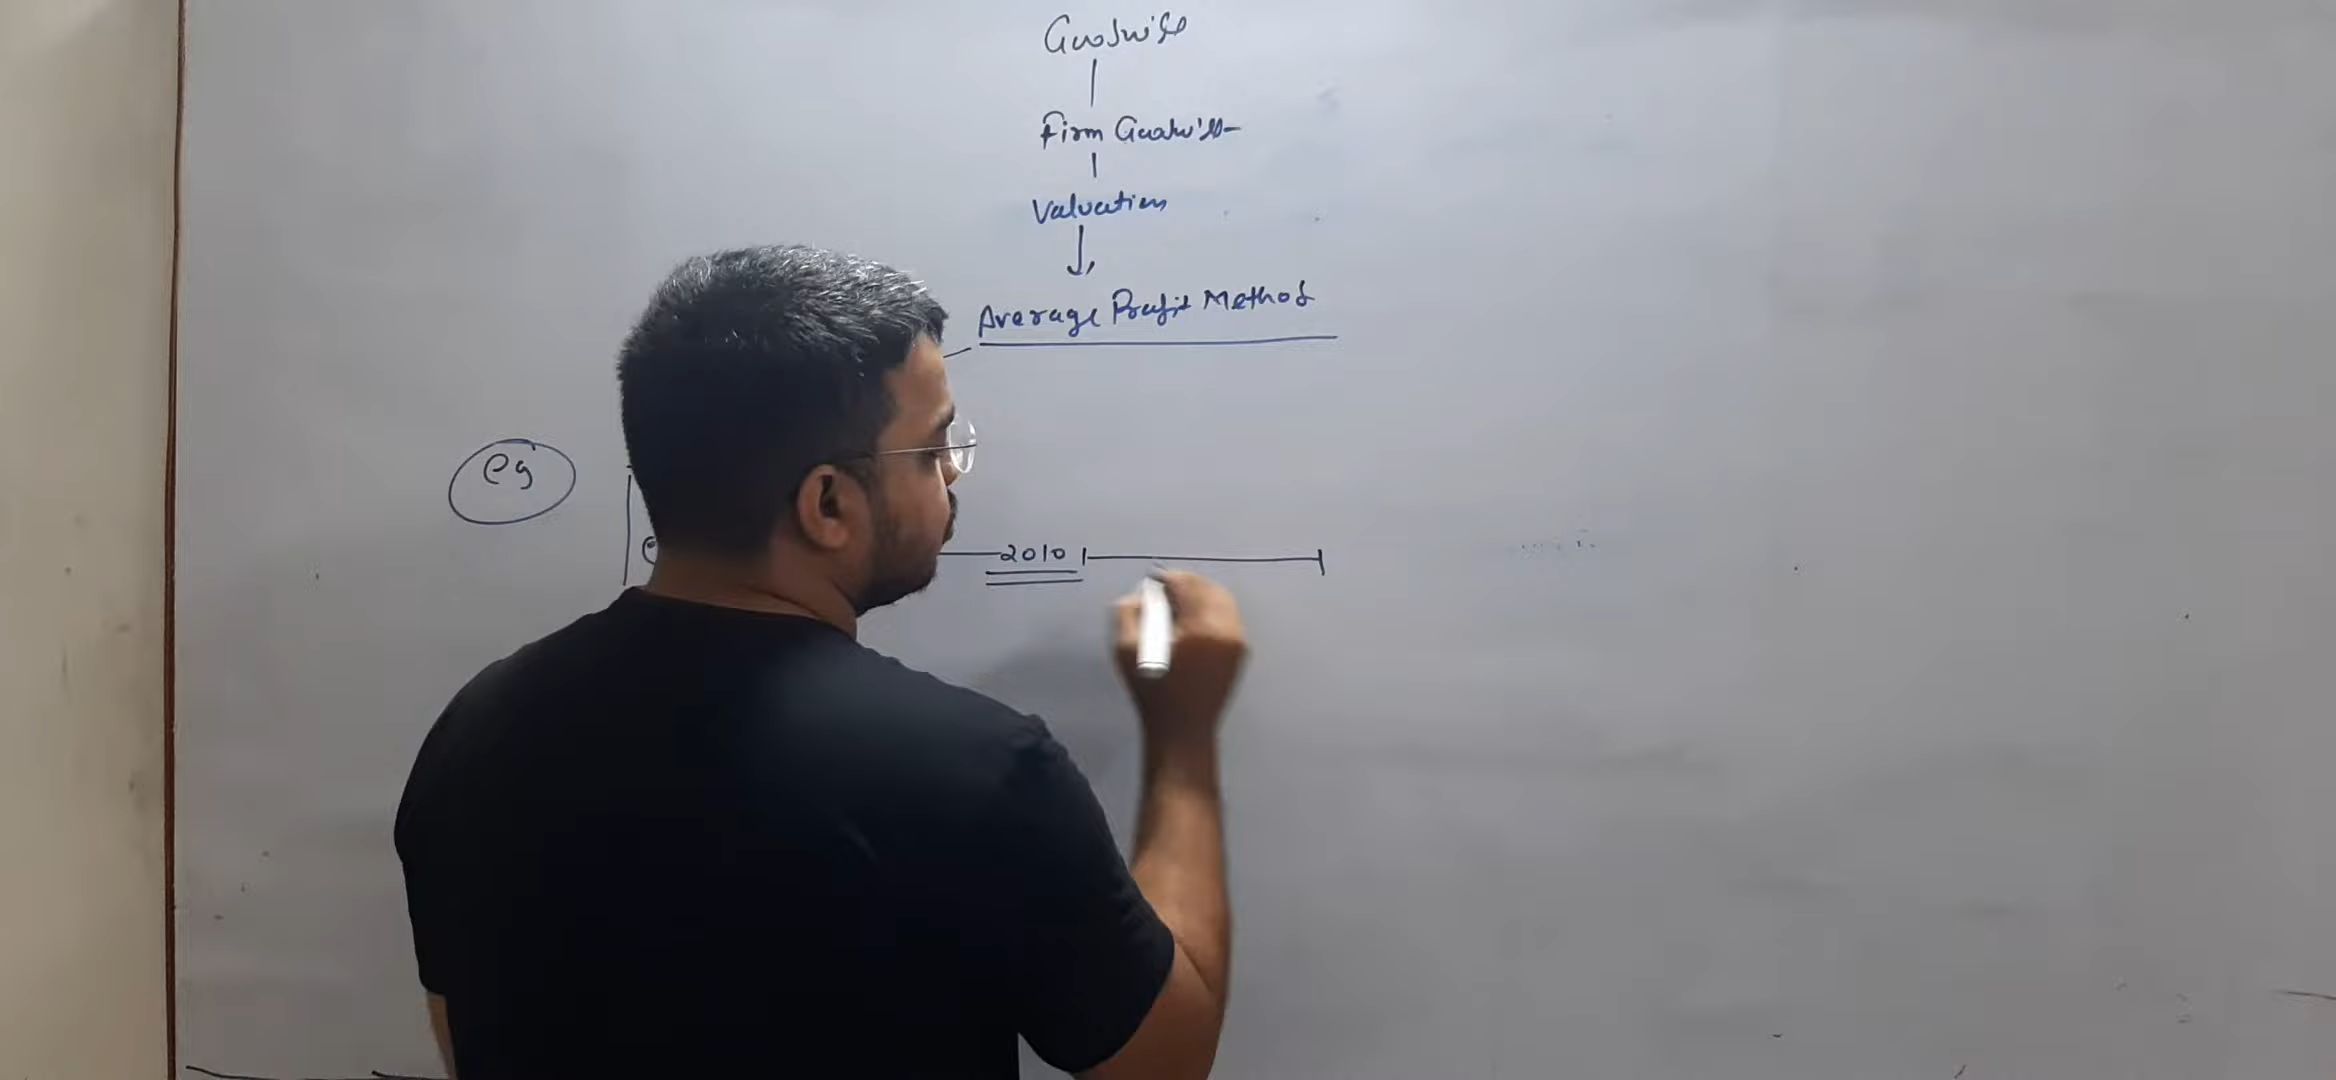 Goodwill
Firm Goodwill
Valuation
Average Profit Method
eg
2010